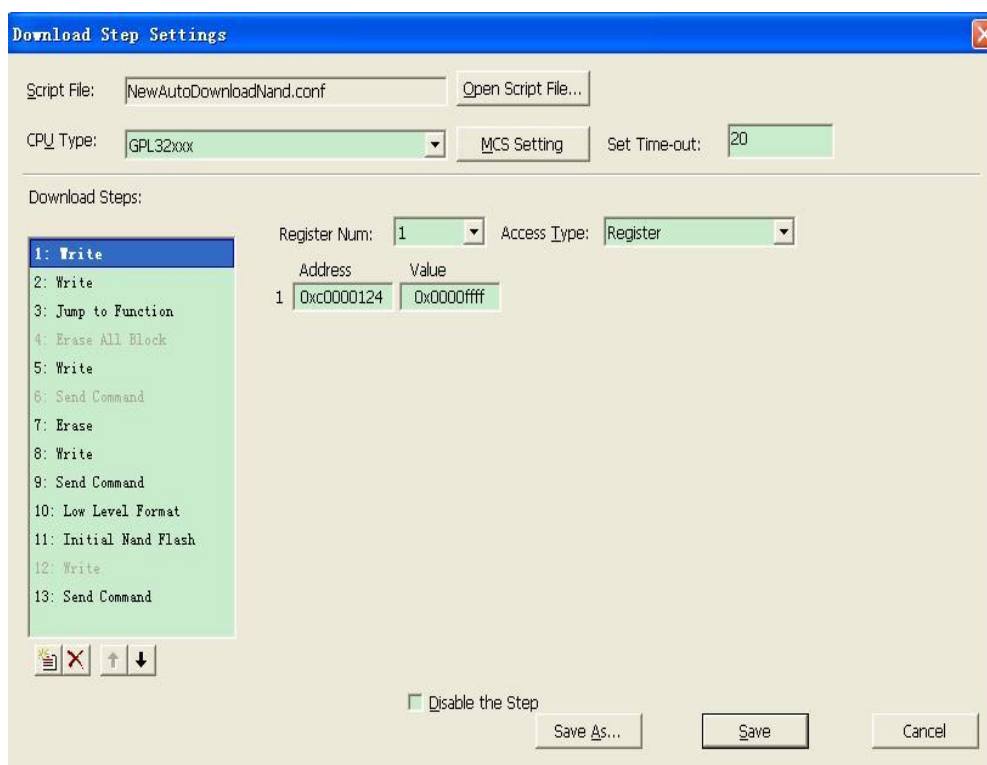 Download Step Settings
Script File: NewAutoDownloadNand.conf Open Script File...
CPU Type: GPL32xxx MCS Setting Set Time-out: 20
Download Steps:
Register Num: 1 Access Type: Register
Address Value
1 0xc0000124 0x0000ffff
1: Write
2: Write
3: Jump to Function
4: Erase All Block
5: Write
6: Send Command
7: Erase
8: Write
9: Send Command
10: Low Level Format
11: Initial Nand Flash
12: Write
13: Send Command
Disable the Step
Save As... Save Cancel